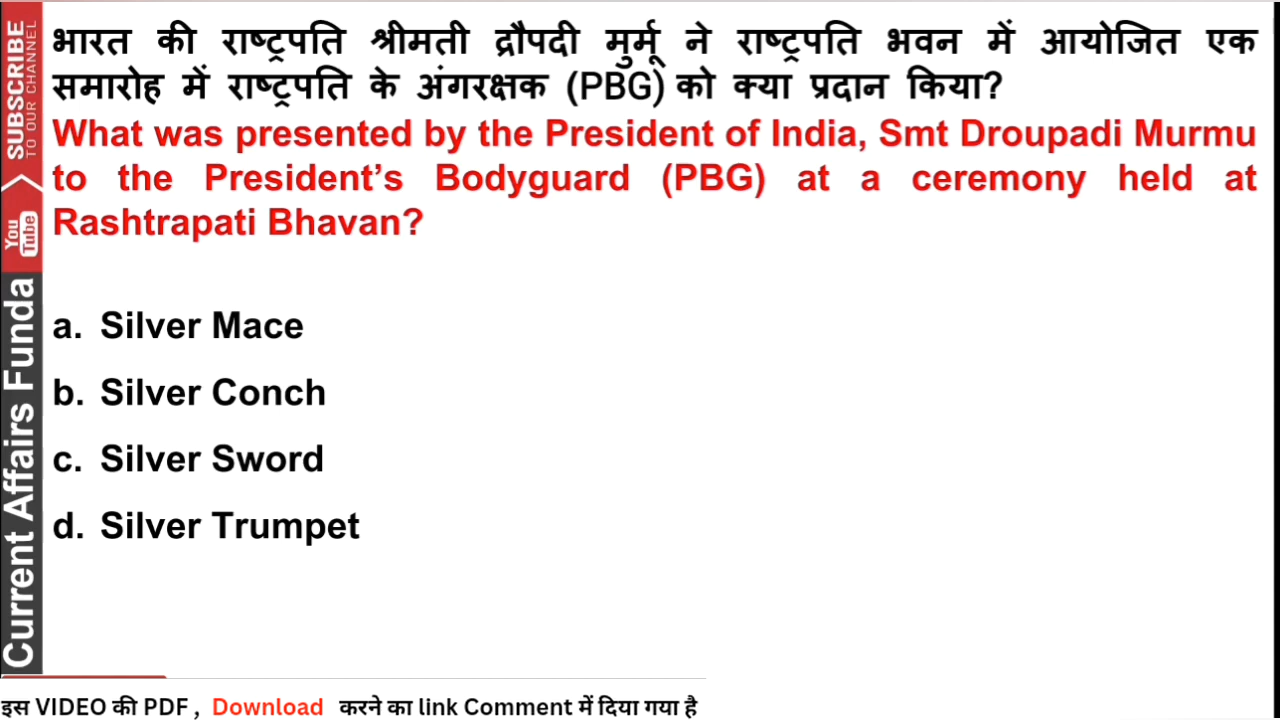 भारत की राष्ट्रपति श्रीमती द्रौपदी मुर्मू ने राष्ट्रपति भवन में आयोजित एक
समारोह में राष्ट्रपति के अंगरक्षक (PBG) को क्या प्रदान किया?
What was presented by the President of India, Smt Droupadi Murmu
to the President’s Bodyguard (PBG) at a ceremony held at
Rashtrapati Bhavan?
a. Silver Mace
b. Silver Conch
c. Silver Sword
d. Silver Trumpet
SUBSCRIBE
TO OUR CHANNEL
You
Tube
Current Affairs Funda
इस VIDEO की PDF , Download करने का link Comment में दिया गया है